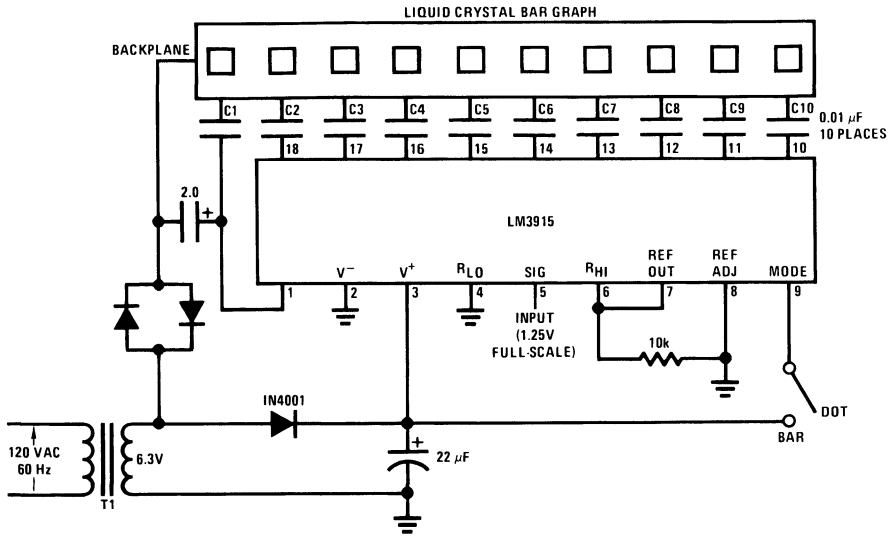 LIQUID CRYSTAL BAR GRAPH
BACKPLANE
C1 C2 C3 C4 C5 C6 C7 C8 C9 C10
0.01 µF
10 PLACES
18 17 16 15 14 13 12 11 10
2.0
+
LM3915
V− V+ RLO SIG RHI REF OUT REF ADJ MODE
1 2 3 4 5 6 7 8 9
INPUT
(1.25V
FULL-SCALE)
10k
IN4001
DOT
BAR
120 VAC
60 Hz
6.3V
+
22 µF
T1